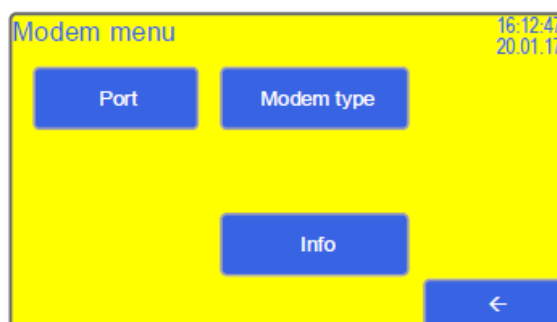 Modem menu
16:12:47
20.01.17
Port
Modem type
Info
←